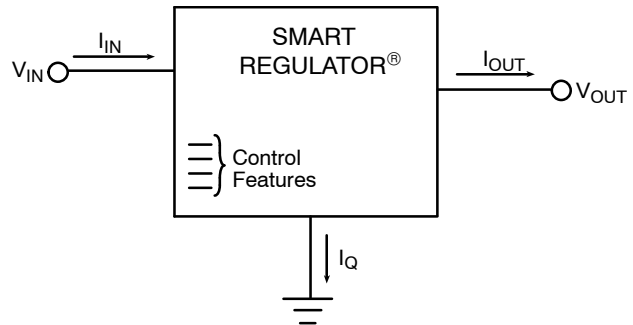 I_IN
V_IN
SMART
REGULATOR®
I_OUT
V_OUT
Control
Features
I_Q